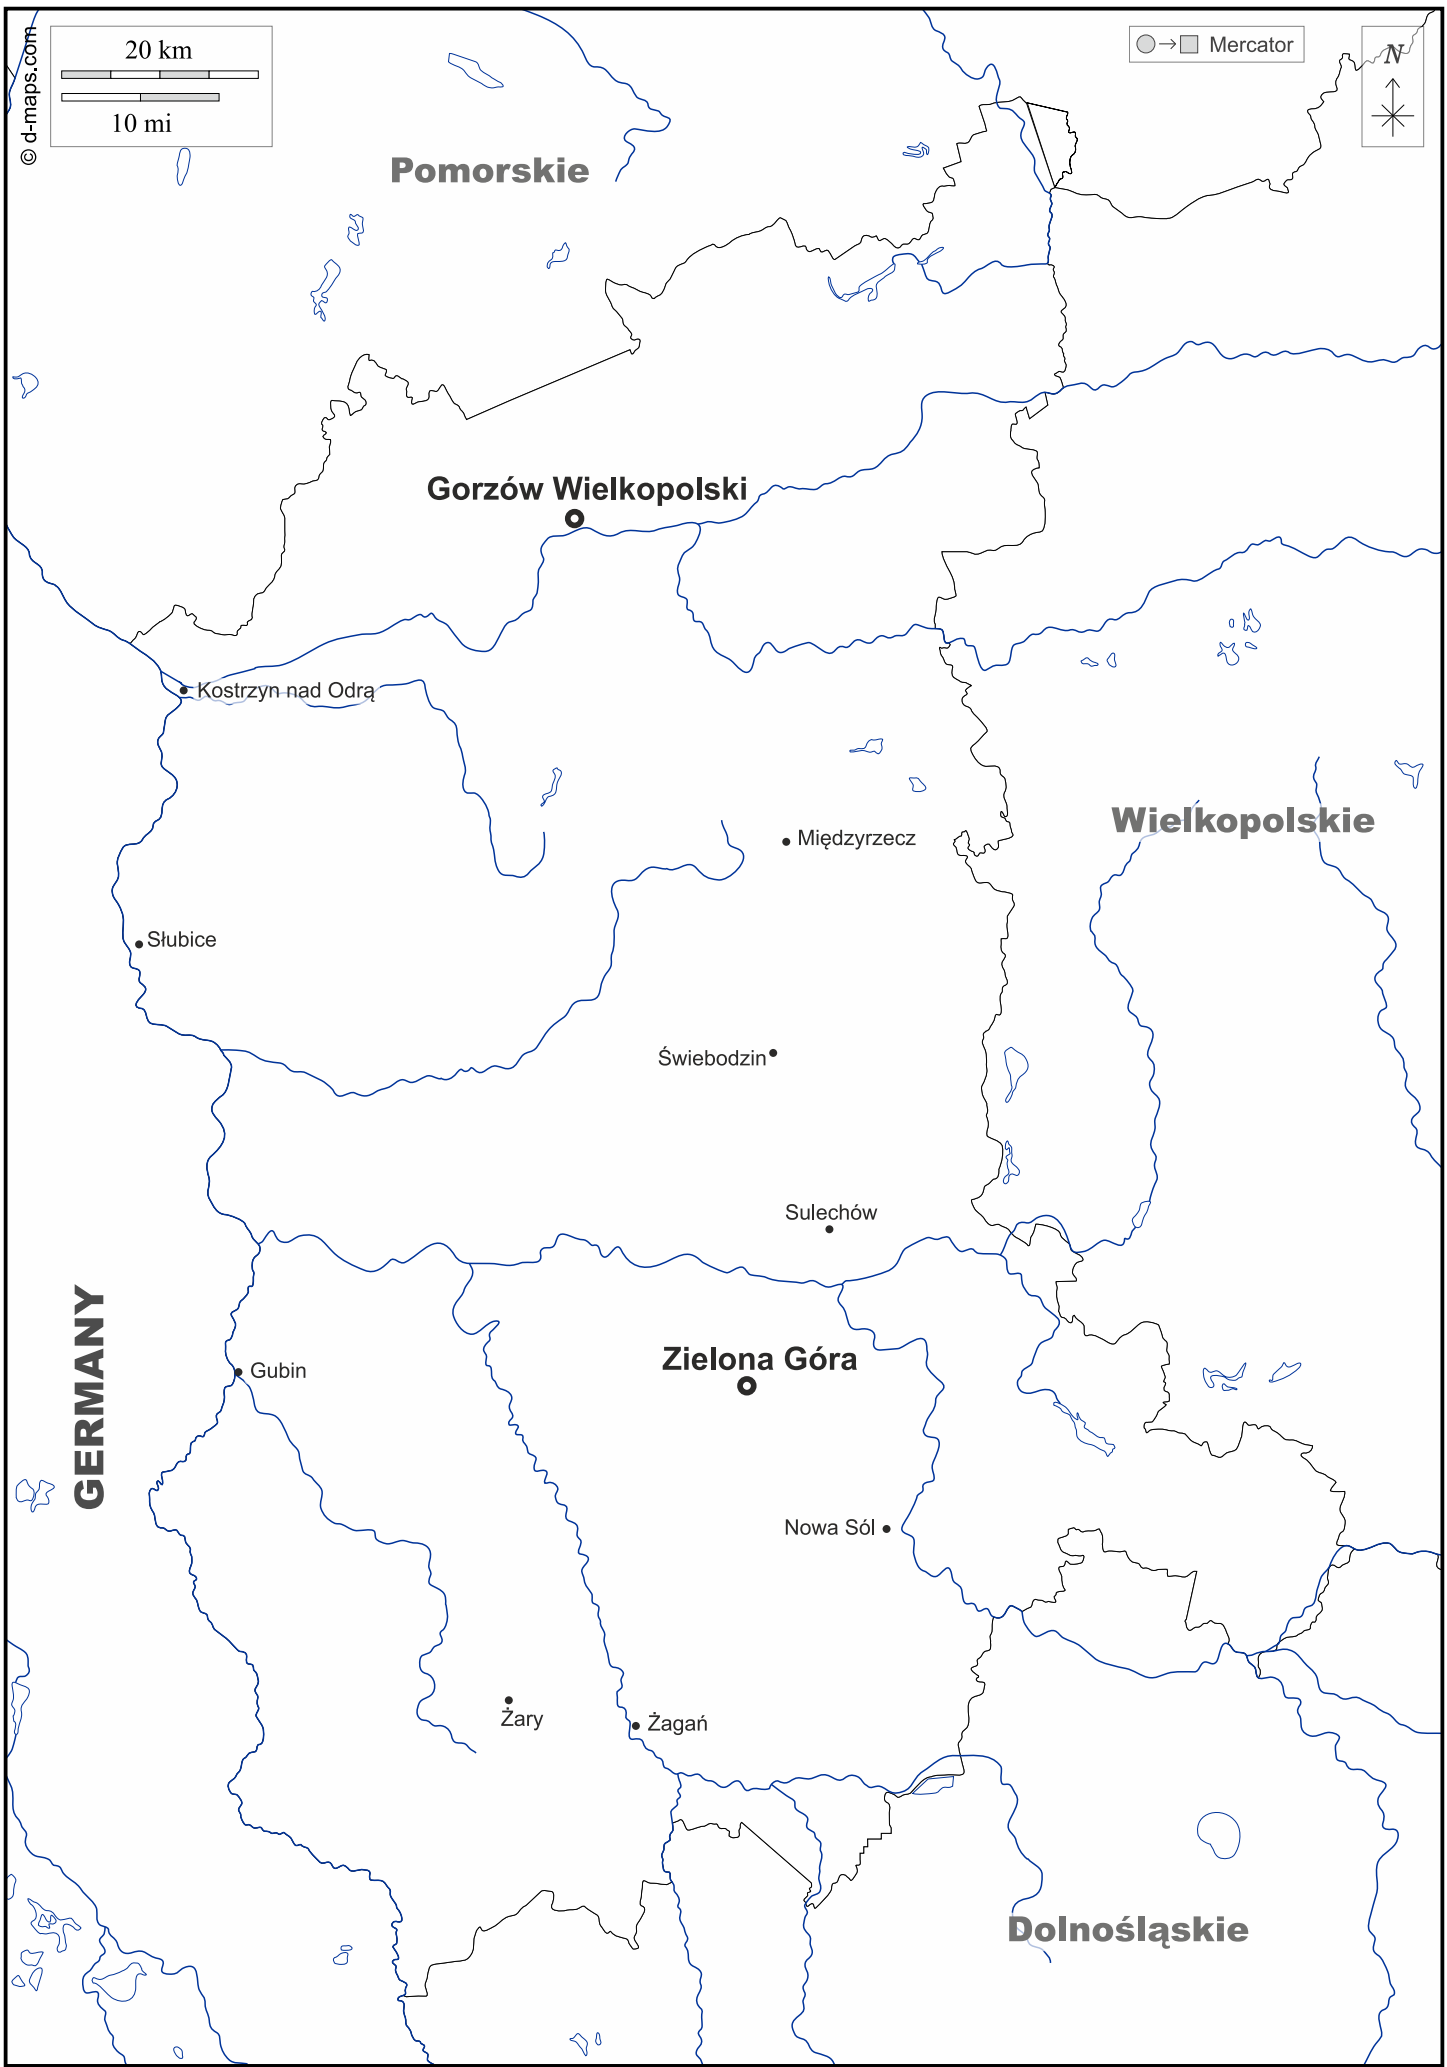 © d-maps.com
20 km
10 mi
Mercator
N
Pomorskie
Gorzów Wielkopolski
Kostrzyn nad Odrą
Wielkopolskie
Międzyrzecz
Słubice
Świebodzin
Sulechów
GERMANY
Zielona Góra
Gubin
Nowa Sól
Żary
Żagań
Dolnośląskie